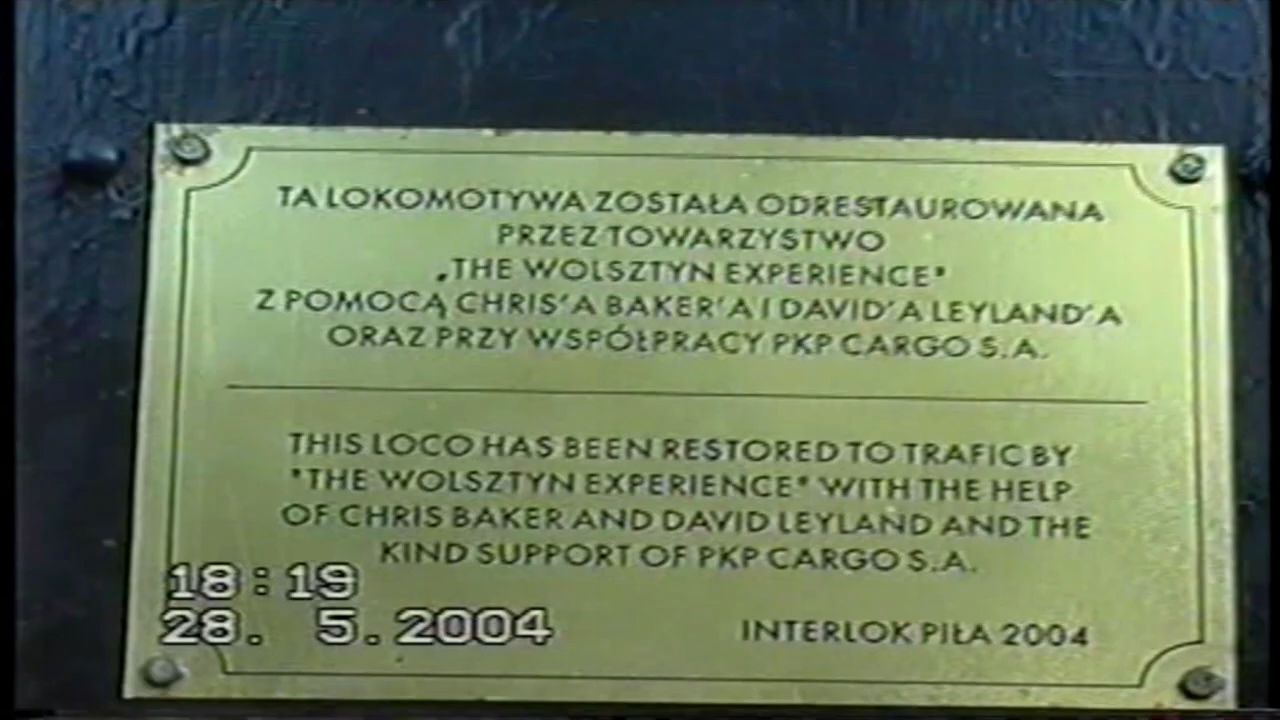 TA LOKOMOTYWA ZOSTAŁA ODRESTAUROWANA
PRZEZ TOWARZYSTWO
„THE WOLSZTYN EXPERIENCE"
Z POMOCĄ CHRIS'A BAKER'A I DAVID'A LEYLAND'A
ORAZ PRZY WSPÓŁPRACY PKP CARGO S.A.
THIS LOCO HAS BEEN RESTORED TO TRAFIC BY
"THE WOLSZTYN EXPERIENCE" WITH THE HELP
OF CHRIS BAKER AND DAVID LEYLAND AND THE
KIND SUPPORT OF PKP CARGO S.A.
INTERLOK PIŁA 2004
18:19
28. 5. 2004